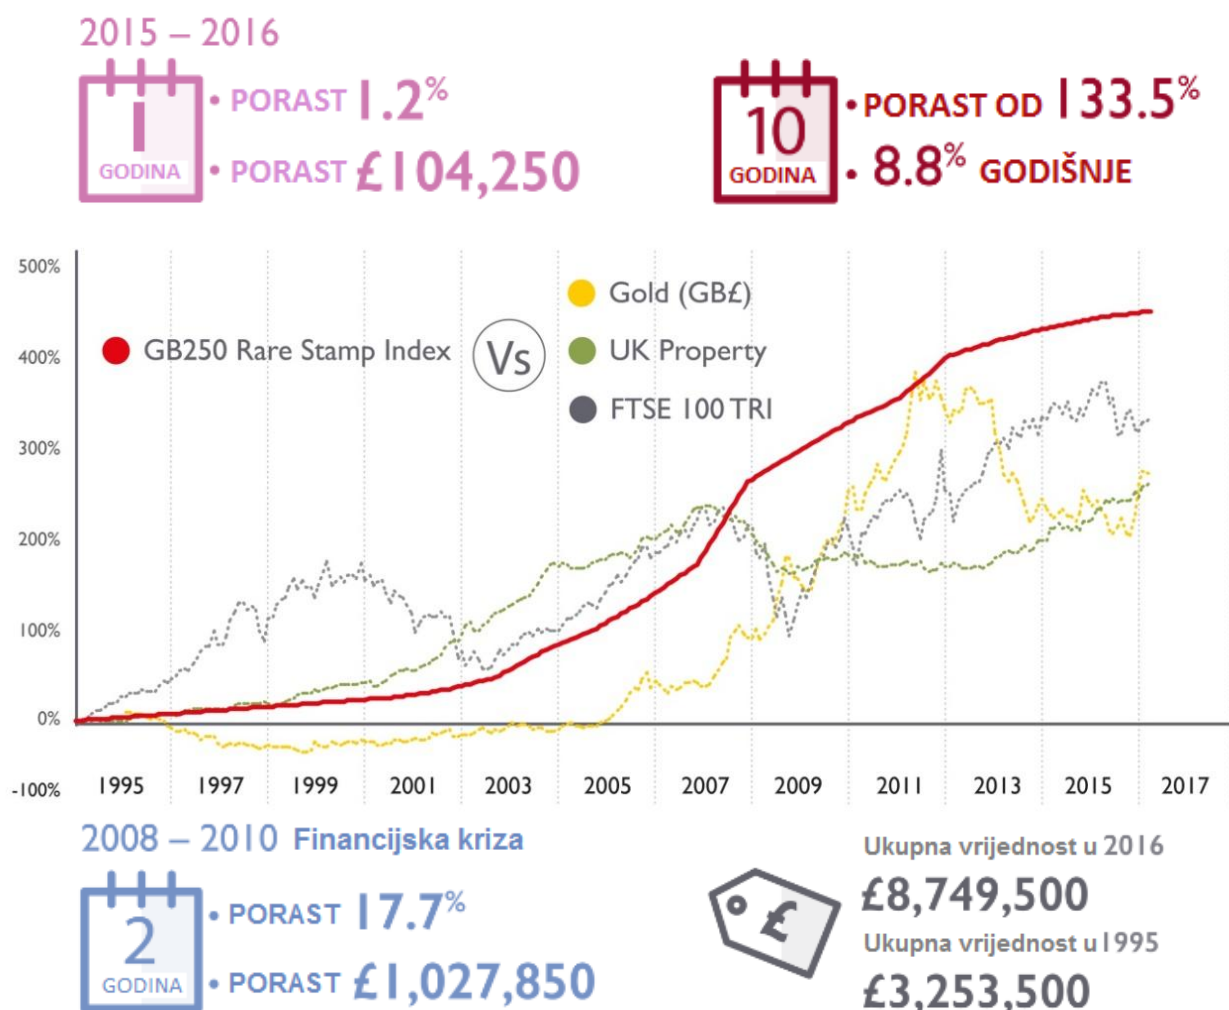 2015 – 2016
1
GODINA
• PORAST 1.2%
• PORAST £104,250
10
GODINA
• PORAST OD 133.5%
• 8.8% GODIŠNJE
500%
400%
300%
200%
100%
0%
-100%
GB250 Rare Stamp Index
Vs
Gold (GB£)
UK Property
FTSE 100 TRI
1995 1997 1999 2001 2003 2005 2007 2009 2011 2013 2015 2017
2008 – 2010 Financijska kriza
2
GODINA
• PORAST 17.7%
• PORAST £1,027,850
£
Ukupna vrijednost u 2016
£8,749,500
Ukupna vrijednost u 1995
£3,253,500